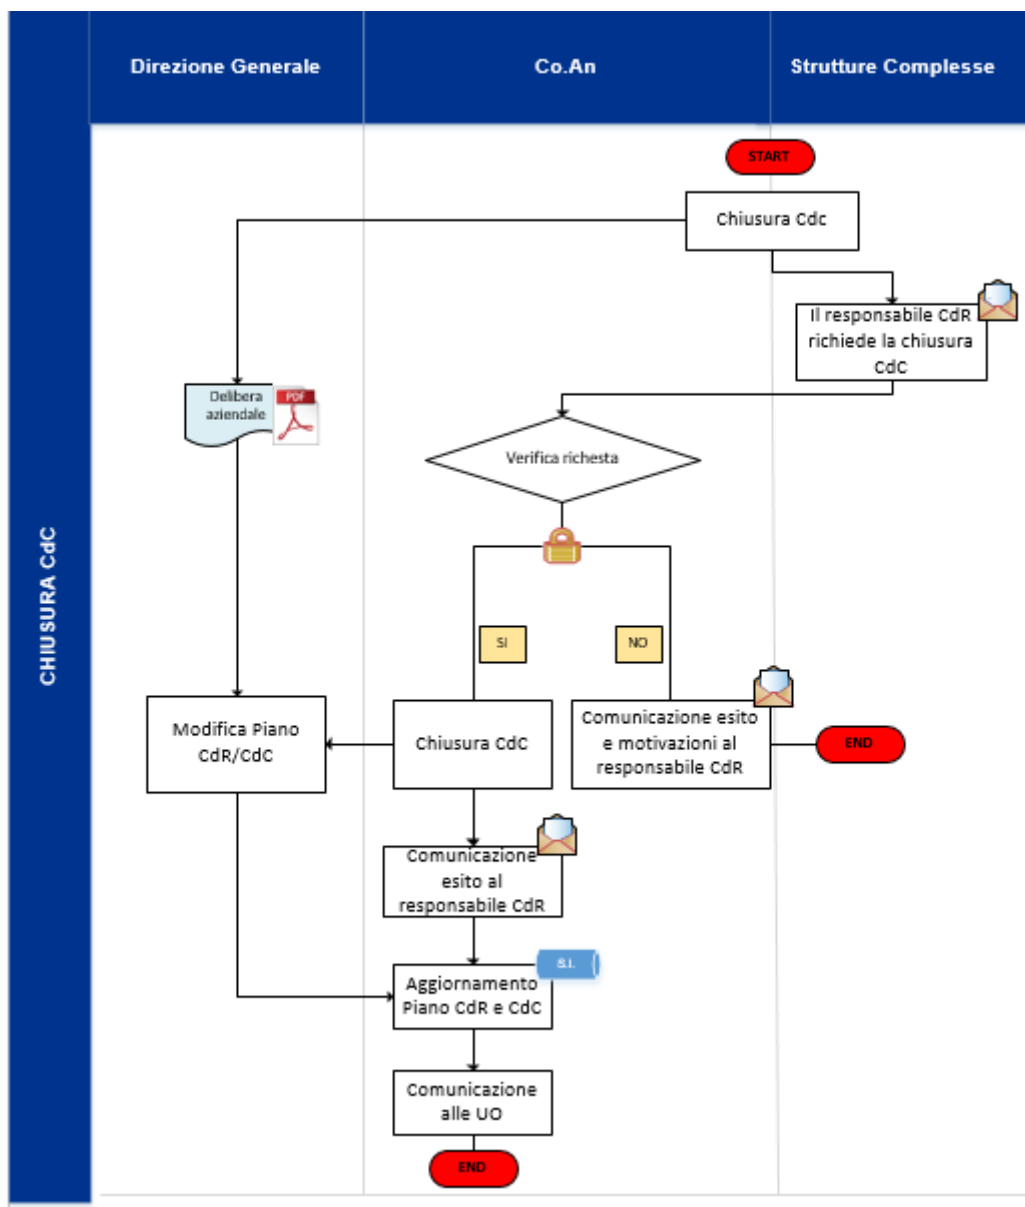 Direzione Generale
Co.An
Strutture Complesse
CHIUSURA CdC
START
Chiusura Cdc
Il responsabile CdR
richiede la chiusura
CdC
Delibera
aziendale
PDF
Verifica richesta
SI
NO
Modifica Piano
CdR/CdC
Chiusura CdC
Comunicazione esito
e motivazioni al
responsabile CdR
END
Comunicazione
esito al
responsabile CdR
S.I.
Aggiornamento
Piano CdR e CdC
Comunicazione
alle UO
END